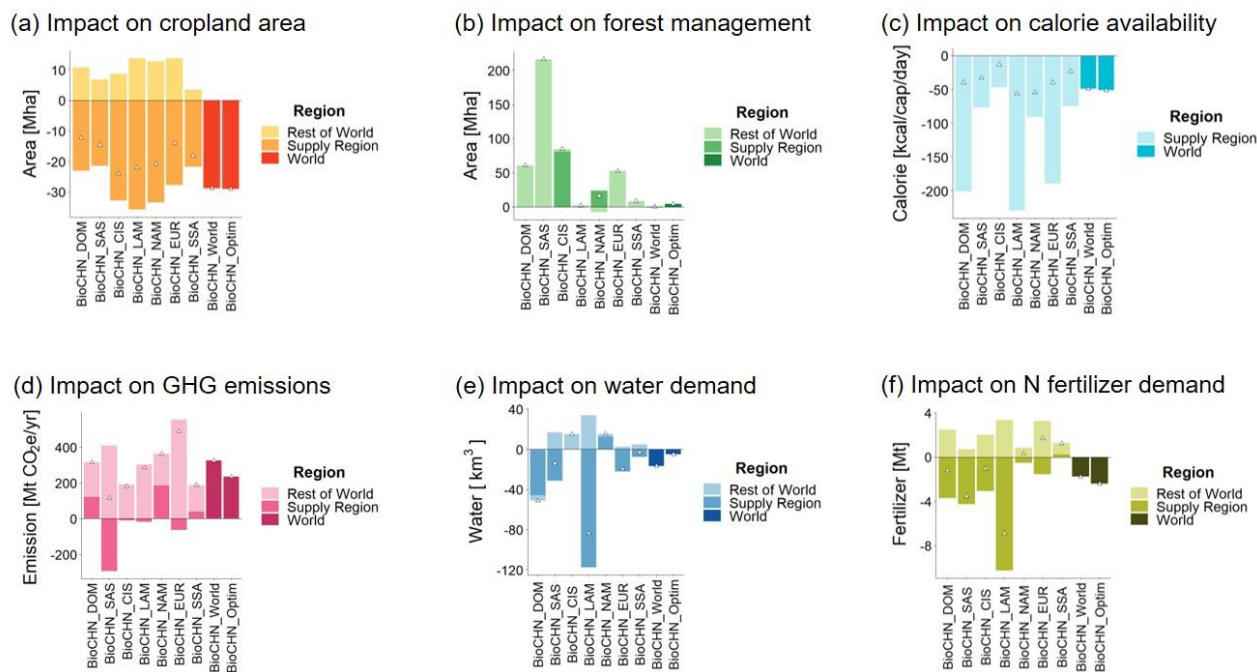 (a) Impact on cropland area
Area [Mha]
10
0
-10
-20
-30
BioCHN_DOM
BioCHN_SAS
BioCHN_CIS
BioCHN_LAM
BioCHN_NAM
BioCHN_EUR
BioCHN_SSA
BioCHN_World
BioCHN_Optim
Region
Rest of World
Supply Region
World
(b) Impact on forest management
Area [Mha]
200
150
100
50
0
BioCHN_DOM
BioCHN_SAS
BioCHN_CIS
BioCHN_LAM
BioCHN_NAM
BioCHN_EUR
BioCHN_SSA
BioCHN_World
BioCHN_Optim
Region
Rest of World
Supply Region
World
(c) Impact on calorie availability
Calorie [kcal/cap/day]
0
-50
-100
-150
-200
BioCHN_DOM
BioCHN_SAS
BioCHN_CIS
BioCHN_LAM
BioCHN_NAM
BioCHN_EUR
BioCHN_SSA
BioCHN_World
BioCHN_Optim
Region
Supply Region
World
(d) Impact on GHG emissions
Emission [Mt CO₂e/yr]
400
200
0
-200
BioCHN_DOM
BioCHN_SAS
BioCHN_CIS
BioCHN_LAM
BioCHN_NAM
BioCHN_EUR
BioCHN_SSA
BioCHN_World
BioCHN_Optim
Region
Rest of World
Supply Region
World
(e) Impact on water demand
Water [ km³]
40
0
-40
-80
-120
BioCHN_DOM
BioCHN_SAS
BioCHN_CIS
BioCHN_LAM
BioCHN_NAM
BioCHN_EUR
BioCHN_SSA
BioCHN_World
BioCHN_Optim
Region
Rest of World
Supply Region
World
(f) Impact on N fertilizer demand
Fertilizer [Mt]
4
0
-4
-8
BioCHN_DOM
BioCHN_SAS
BioCHN_CIS
BioCHN_LAM
BioCHN_NAM
BioCHN_EUR
BioCHN_SSA
BioCHN_World
BioCHN_Optim
Region
Rest of World
Supply Region
World